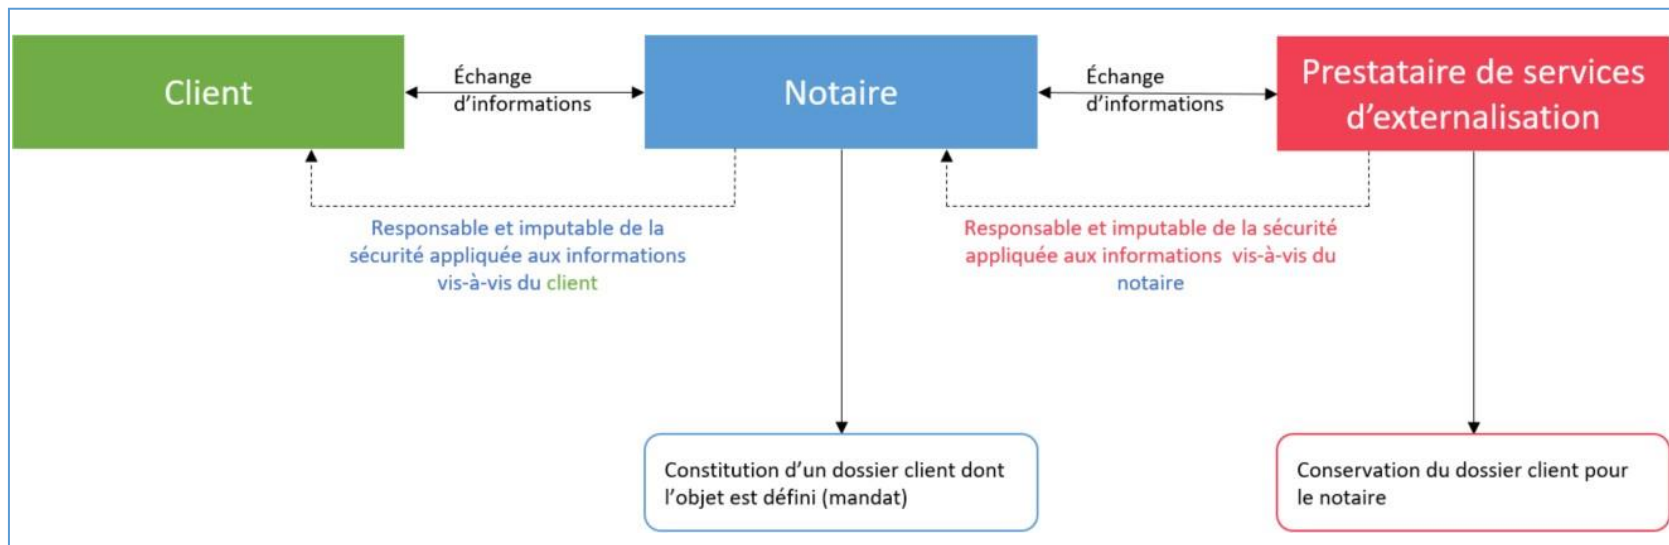 Client
Échange
d’informations
Notaire
Échange
d’informations
Prestataire de services
d’externalisation
Responsable et imputable de la
sécurité appliquée aux informations
vis-à-vis du client
Responsable et imputable de la sécurité
appliquée aux informations  vis-à-vis du
notaire
Constitution d’un dossier client dont
l’objet est défini (mandat)
Conservation du dossier client pour
le notaire